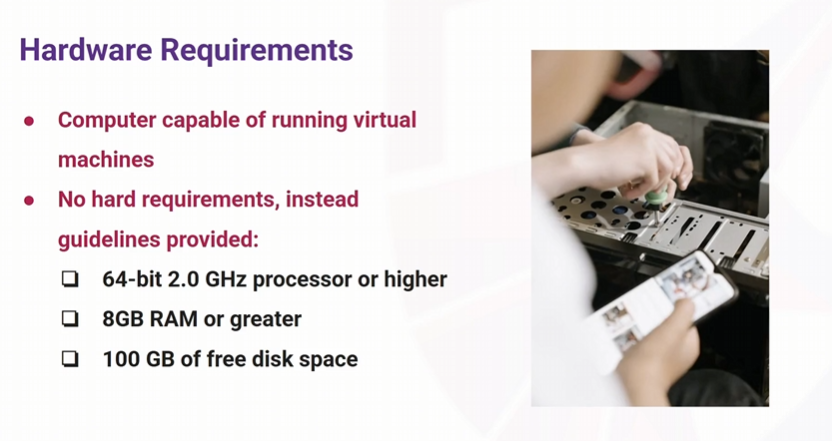 Hardware Requirements
Computer capable of running virtual
machines
No hard requirements, instead
guidelines provided:
64-bit 2.0 GHz processor or higher
8GB RAM or greater
100 GB of free disk space